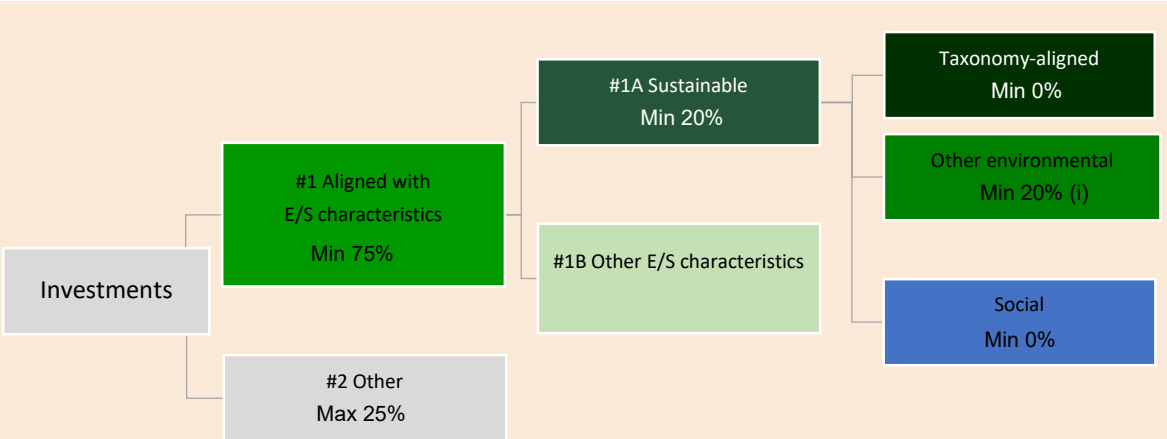 Investments
#1 Aligned with
E/S characteristics
Min 75%
#2 Other
Max 25%
#1A Sustainable
Min 20%
#1B Other E/S characteristics
Taxonomy-aligned
Min 0%
Other environmental
Min 20% (i)
Social
Min 0%